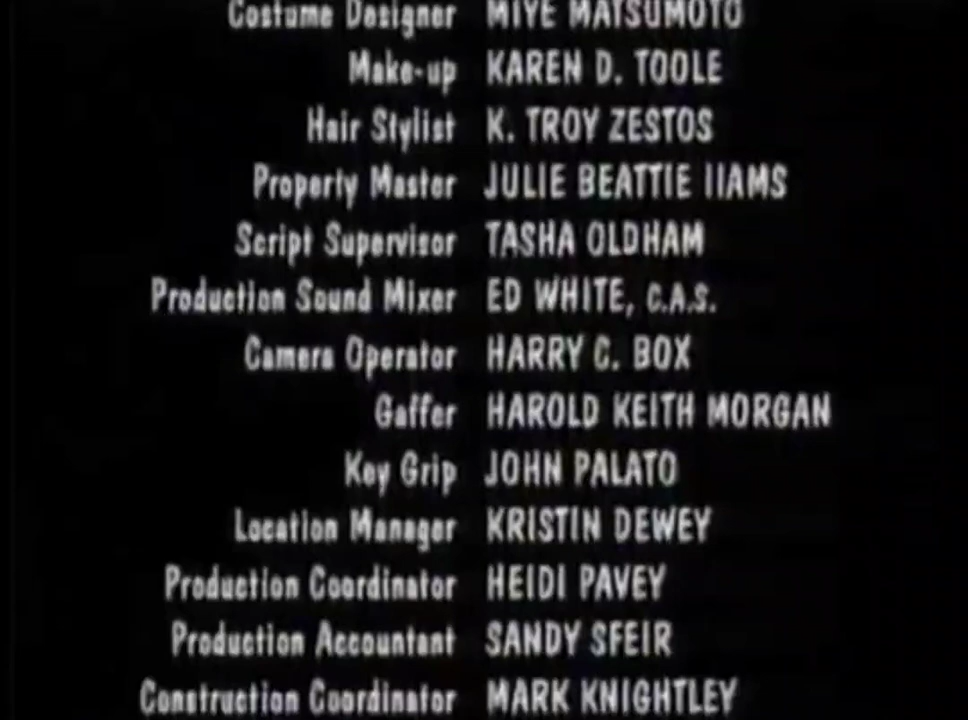 Costume Designer MIYE MATSUMOTO
Make-up KAREN D. TOOLE
Hair Stylist K. TROY ZESTOS
Property Master JULIE BEATTIE IIAMS
Script Supervisor TASHA OLDHAM
Production Sound Mixer ED WHITE, C.A.S.
Camera Operator HARRY C. BOX
Gaffer HAROLD KEITH MORGAN
Key Grip JOHN PALATO
Location Manager KRISTIN DEWEY
Production Coordinator HEIDI PAVEY
Production Accountant SANDY SFEIR
Construction Coordinator MARK KNIGHTLEY